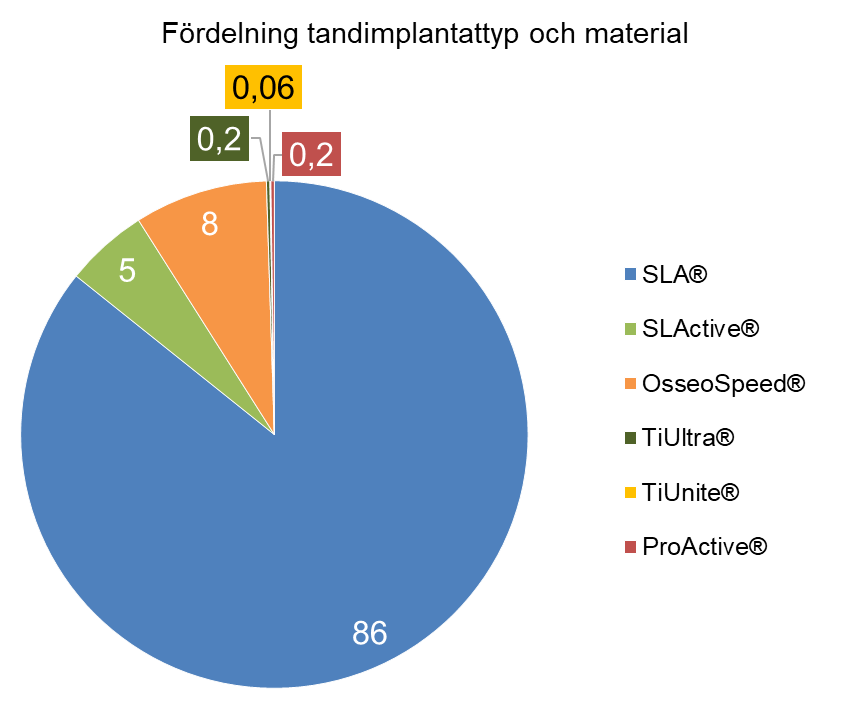 Fördelning tandimplantattyp och material
0,06
0,2
0,2
8
5
86
SLA®
SLActive®
OsseoSpeed®
TiUltra®
TiUnite®
ProActive®